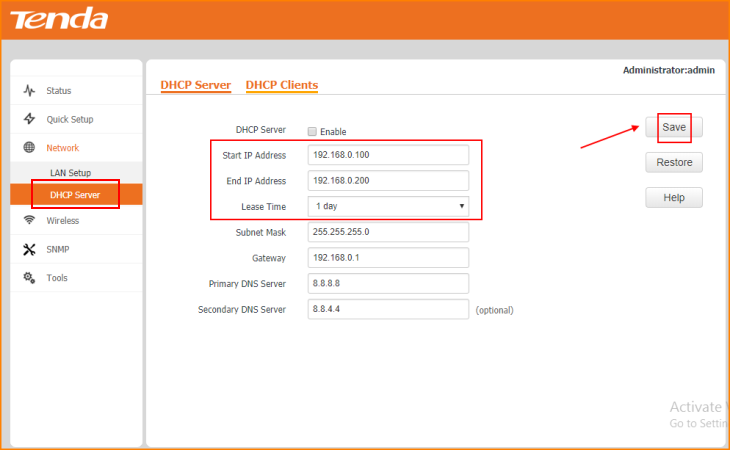 Tenda
Administrator:admin
DHCP Server DHCP Clients
Status
Quick Setup
Network
LAN Setup
DHCP Server
Wireless
SNMP
Tools
DHCP Server Enable
Start IP Address 192.168.0.100
End IP Address 192.168.0.200
Lease Time 1 day
Subnet Mask 255.255.255.0
Gateway 192.168.0.1
Primary DNS Server 8.8.8.8
Secondary DNS Server 8.8.4.4 (optional)
Save
Restore
Help
Activate
Go to Settin